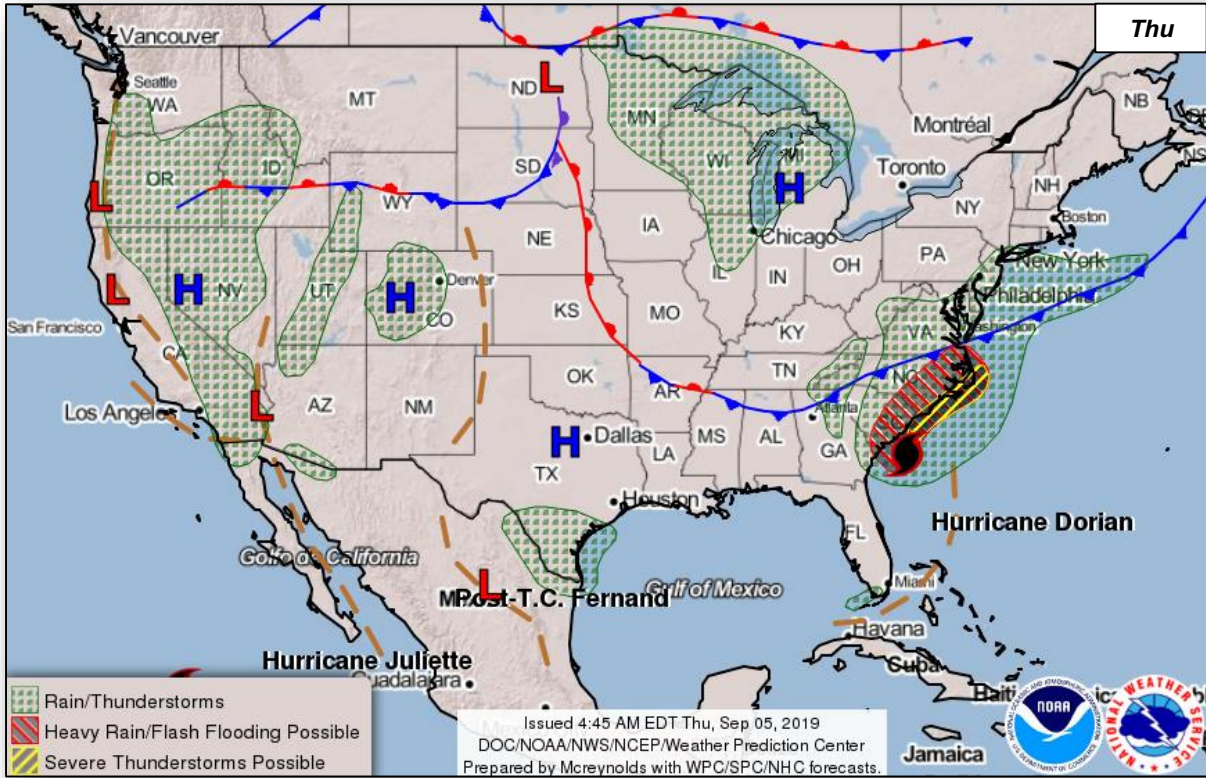 Thu
Vancouver
Seattle
WA
MT
ND
L
MN
Montréal
NB
NS
OR
ID
SD
WI
MI
H
Toronto
NH
L
WY
NY
Boston
IA
Chicago
NE
PA
New York
L
H
NV
UT
H
Denver
CO
IL
IN
OH
Philadelphia
San Francisco
KS
MO
VA
Washington
CA
KY
Los Angeles
L
AZ
NM
OK
AR
TN
NC
Atlanta
H
Dallas
TX
LA
MS
AL
GA
Houston
Hurricane Dorian
FL
Golfo de California
L
Post-T.C. Fernand
Gulf of Mexico
Miami
Havana
Cuba
Hurricane Juliette
Guadalajara
Jamaica
Rain/Thunderstorms
Heavy Rain/Flash Flooding Possible
Severe Thunderstorms Possible
Issued 4:45 AM EDT Thu, Sep 05, 2019
DOC/NOAA/NWS/NCEP/Weather Prediction Center
Prepared by Mcreynolds with WPC/SPC/NHC forecasts.
NOAA
NATIONAL WEATHER SERVICE